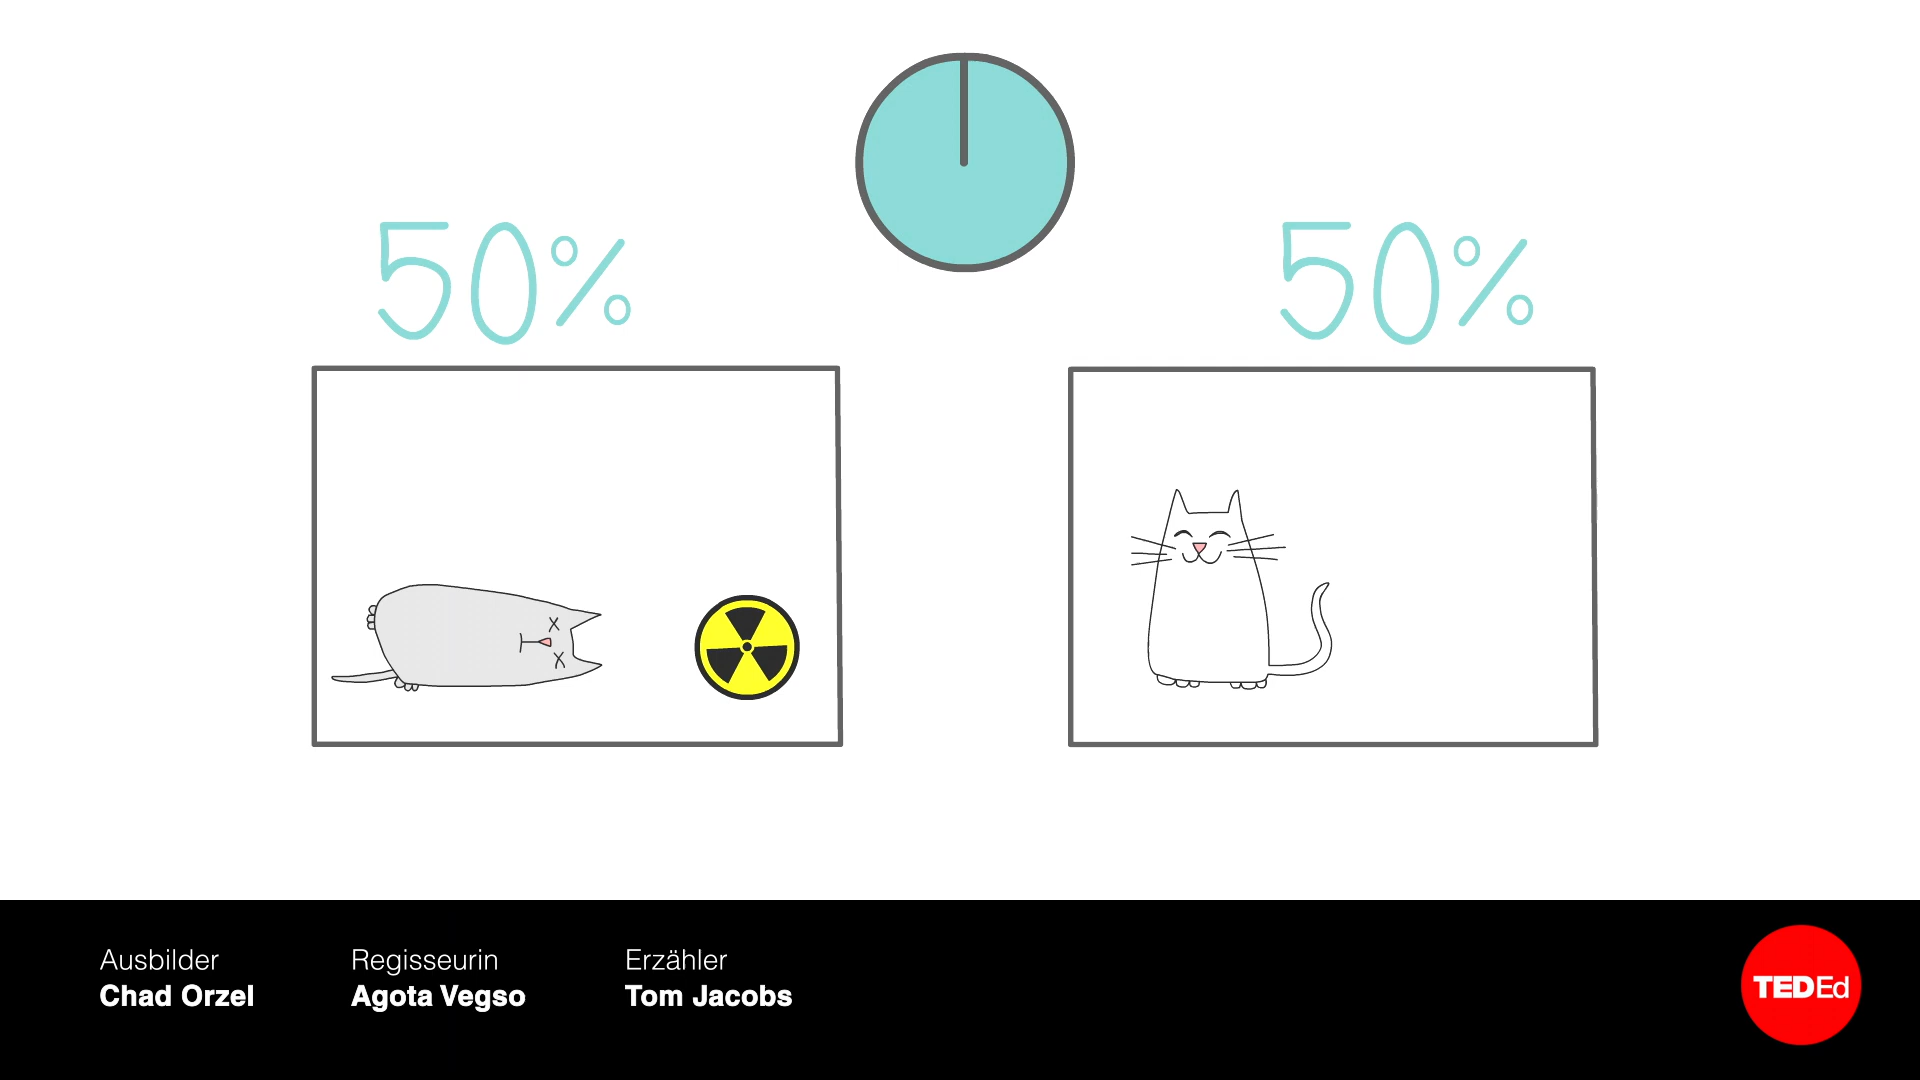 50%
50%
Ausbilder
Chad Orzel
Regisseurin
Agota Vegso
Erzähler
Tom Jacobs
TEDEd